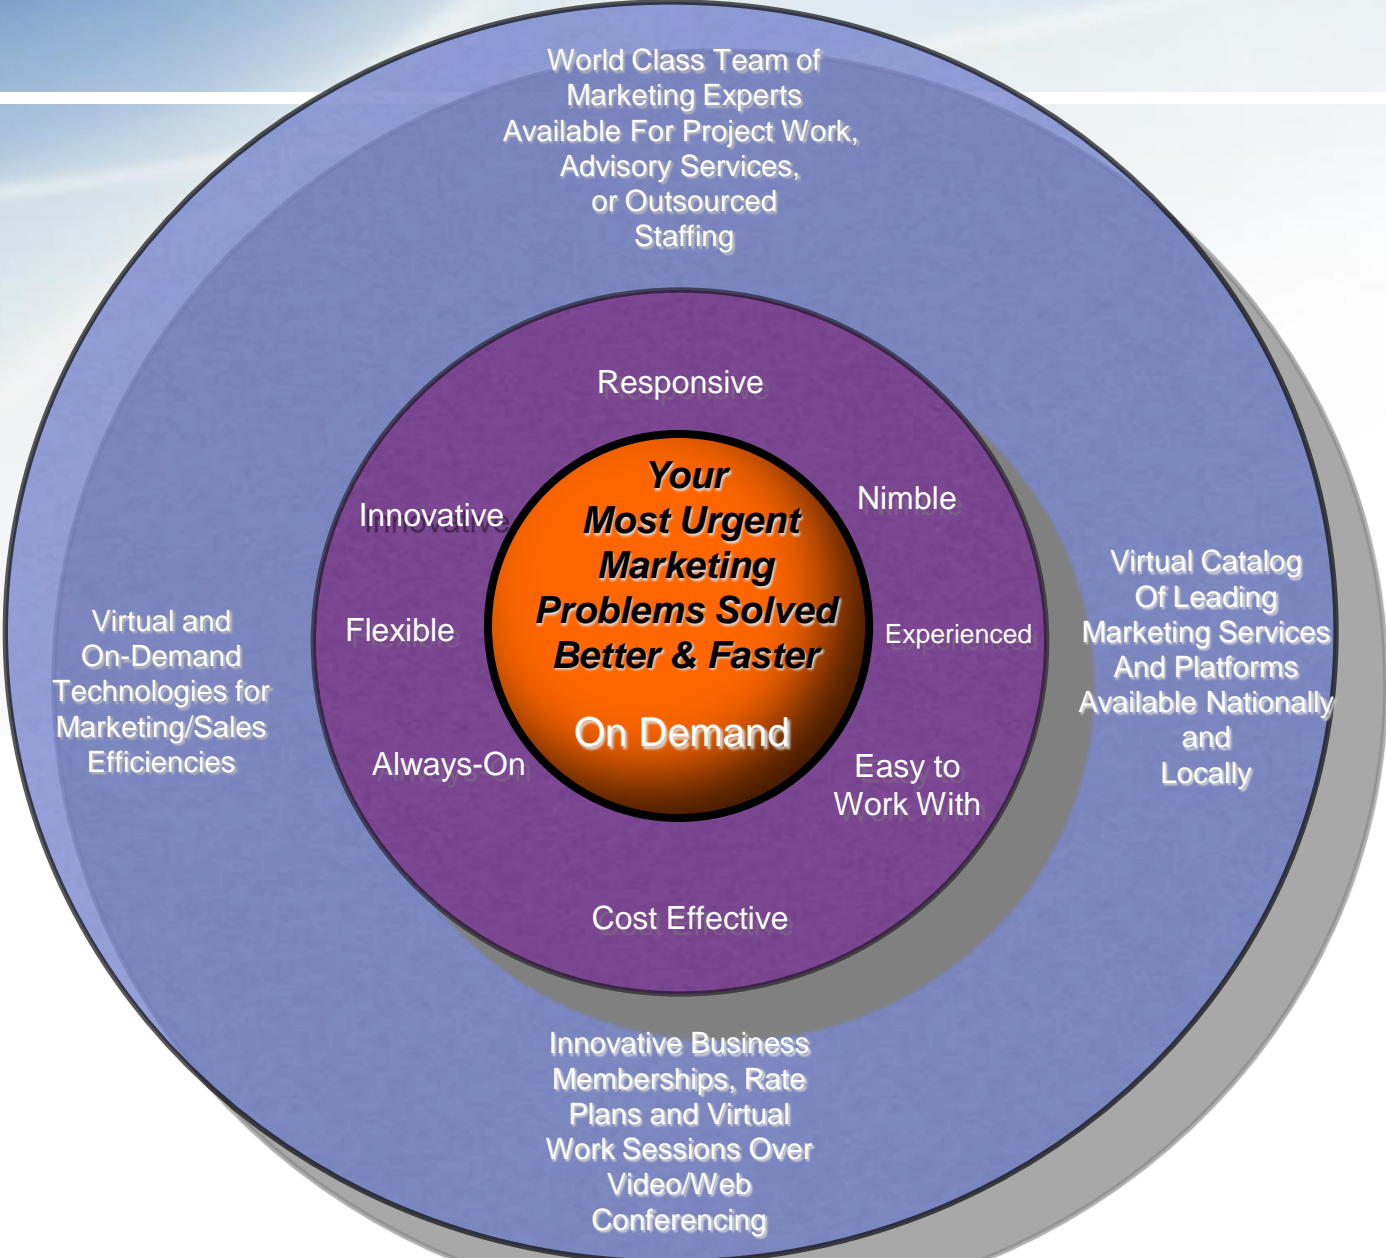 World Class Team of
Marketing Experts
Available For Project Work,
Advisory Services,
or Outsourced
Staffing
Responsive
Innovative
Nimble
Flexible
Experienced
Always-On
Easy to
Work With
Cost Effective
Your
Most Urgent
Marketing
Problems Solved
Better & Faster
On Demand
Virtual and
On-Demand
Technologies for
Marketing/Sales
Efficiencies
Virtual Catalog
Of Leading
Marketing Services
And Platforms
Available Nationally
and
Locally
Innovative Business
Memberships, Rate
Plans and Virtual
Work Sessions Over
Video/Web
Conferencing